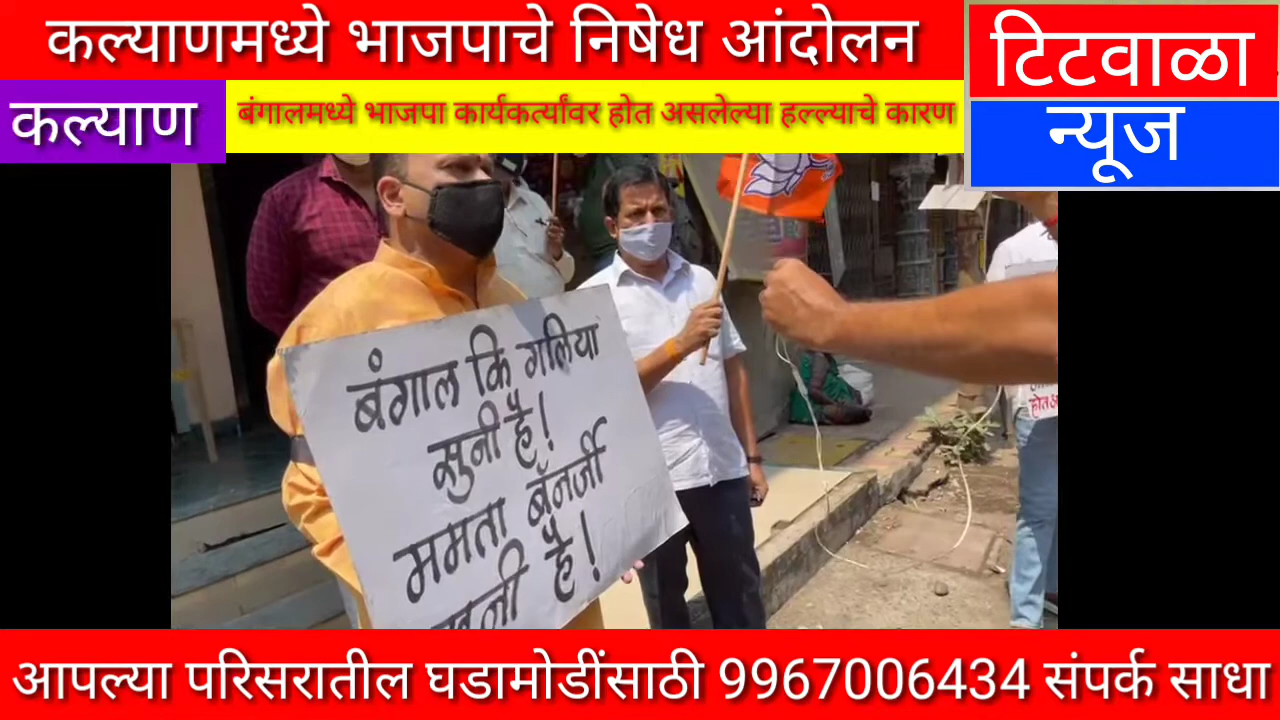 कल्याणमध्ये भाजपाचे निषेध आंदोलन
टिटवाळा
न्यूज
कल्याण
बंगालमध्ये भाजपा कार्यकर्त्यांवर होत असलेल्या हल्ल्याचे कारण
बंगाल कि गलिया
सुनी है!
ममता बॅनर्जी
है!
आपल्या परिसरातील घडामोडींसाठी 9967006434 संपर्क साधा